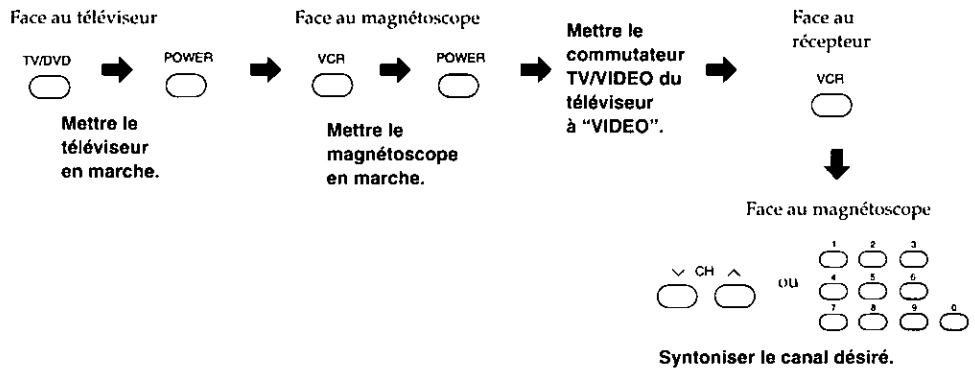 Face au téléviseur
TV/DVD
POWER
Mettre le
téléviseur
en marche.
Face au magnétoscope
VCR
POWER
Mettre le
magnétoscope
en marche.
Mettre le
commutateur
TV/VIDEO du
téléviseur
à “VIDEO”.
Face au
récepteur
VCR
Face au magnétoscope
CH
ou
1 2 3
4 5 6
7 8 9 0
Syntoniser le canal désiré.